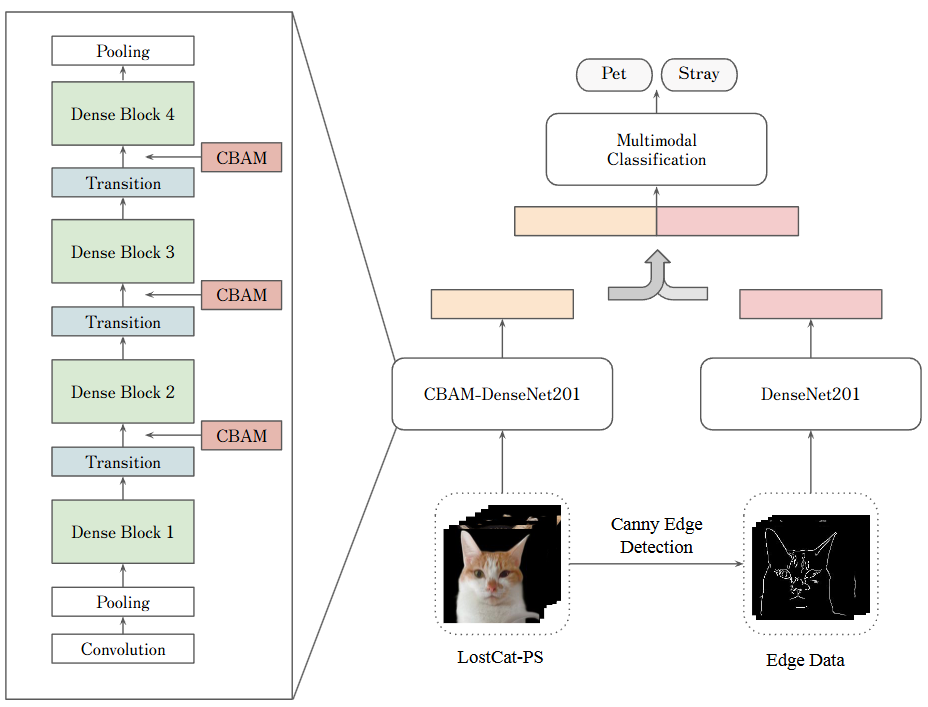 Pooling
Dense Block 4
CBAM
Transition
Dense Block 3
CBAM
Transition
Dense Block 2
CBAM
Transition
Dense Block 1
Pooling
Convolution
Pet
Stray
Multimodal
Classification
CBAM-DenseNet201
DenseNet201
Canny Edge
Detection
LostCat-PS
Edge Data